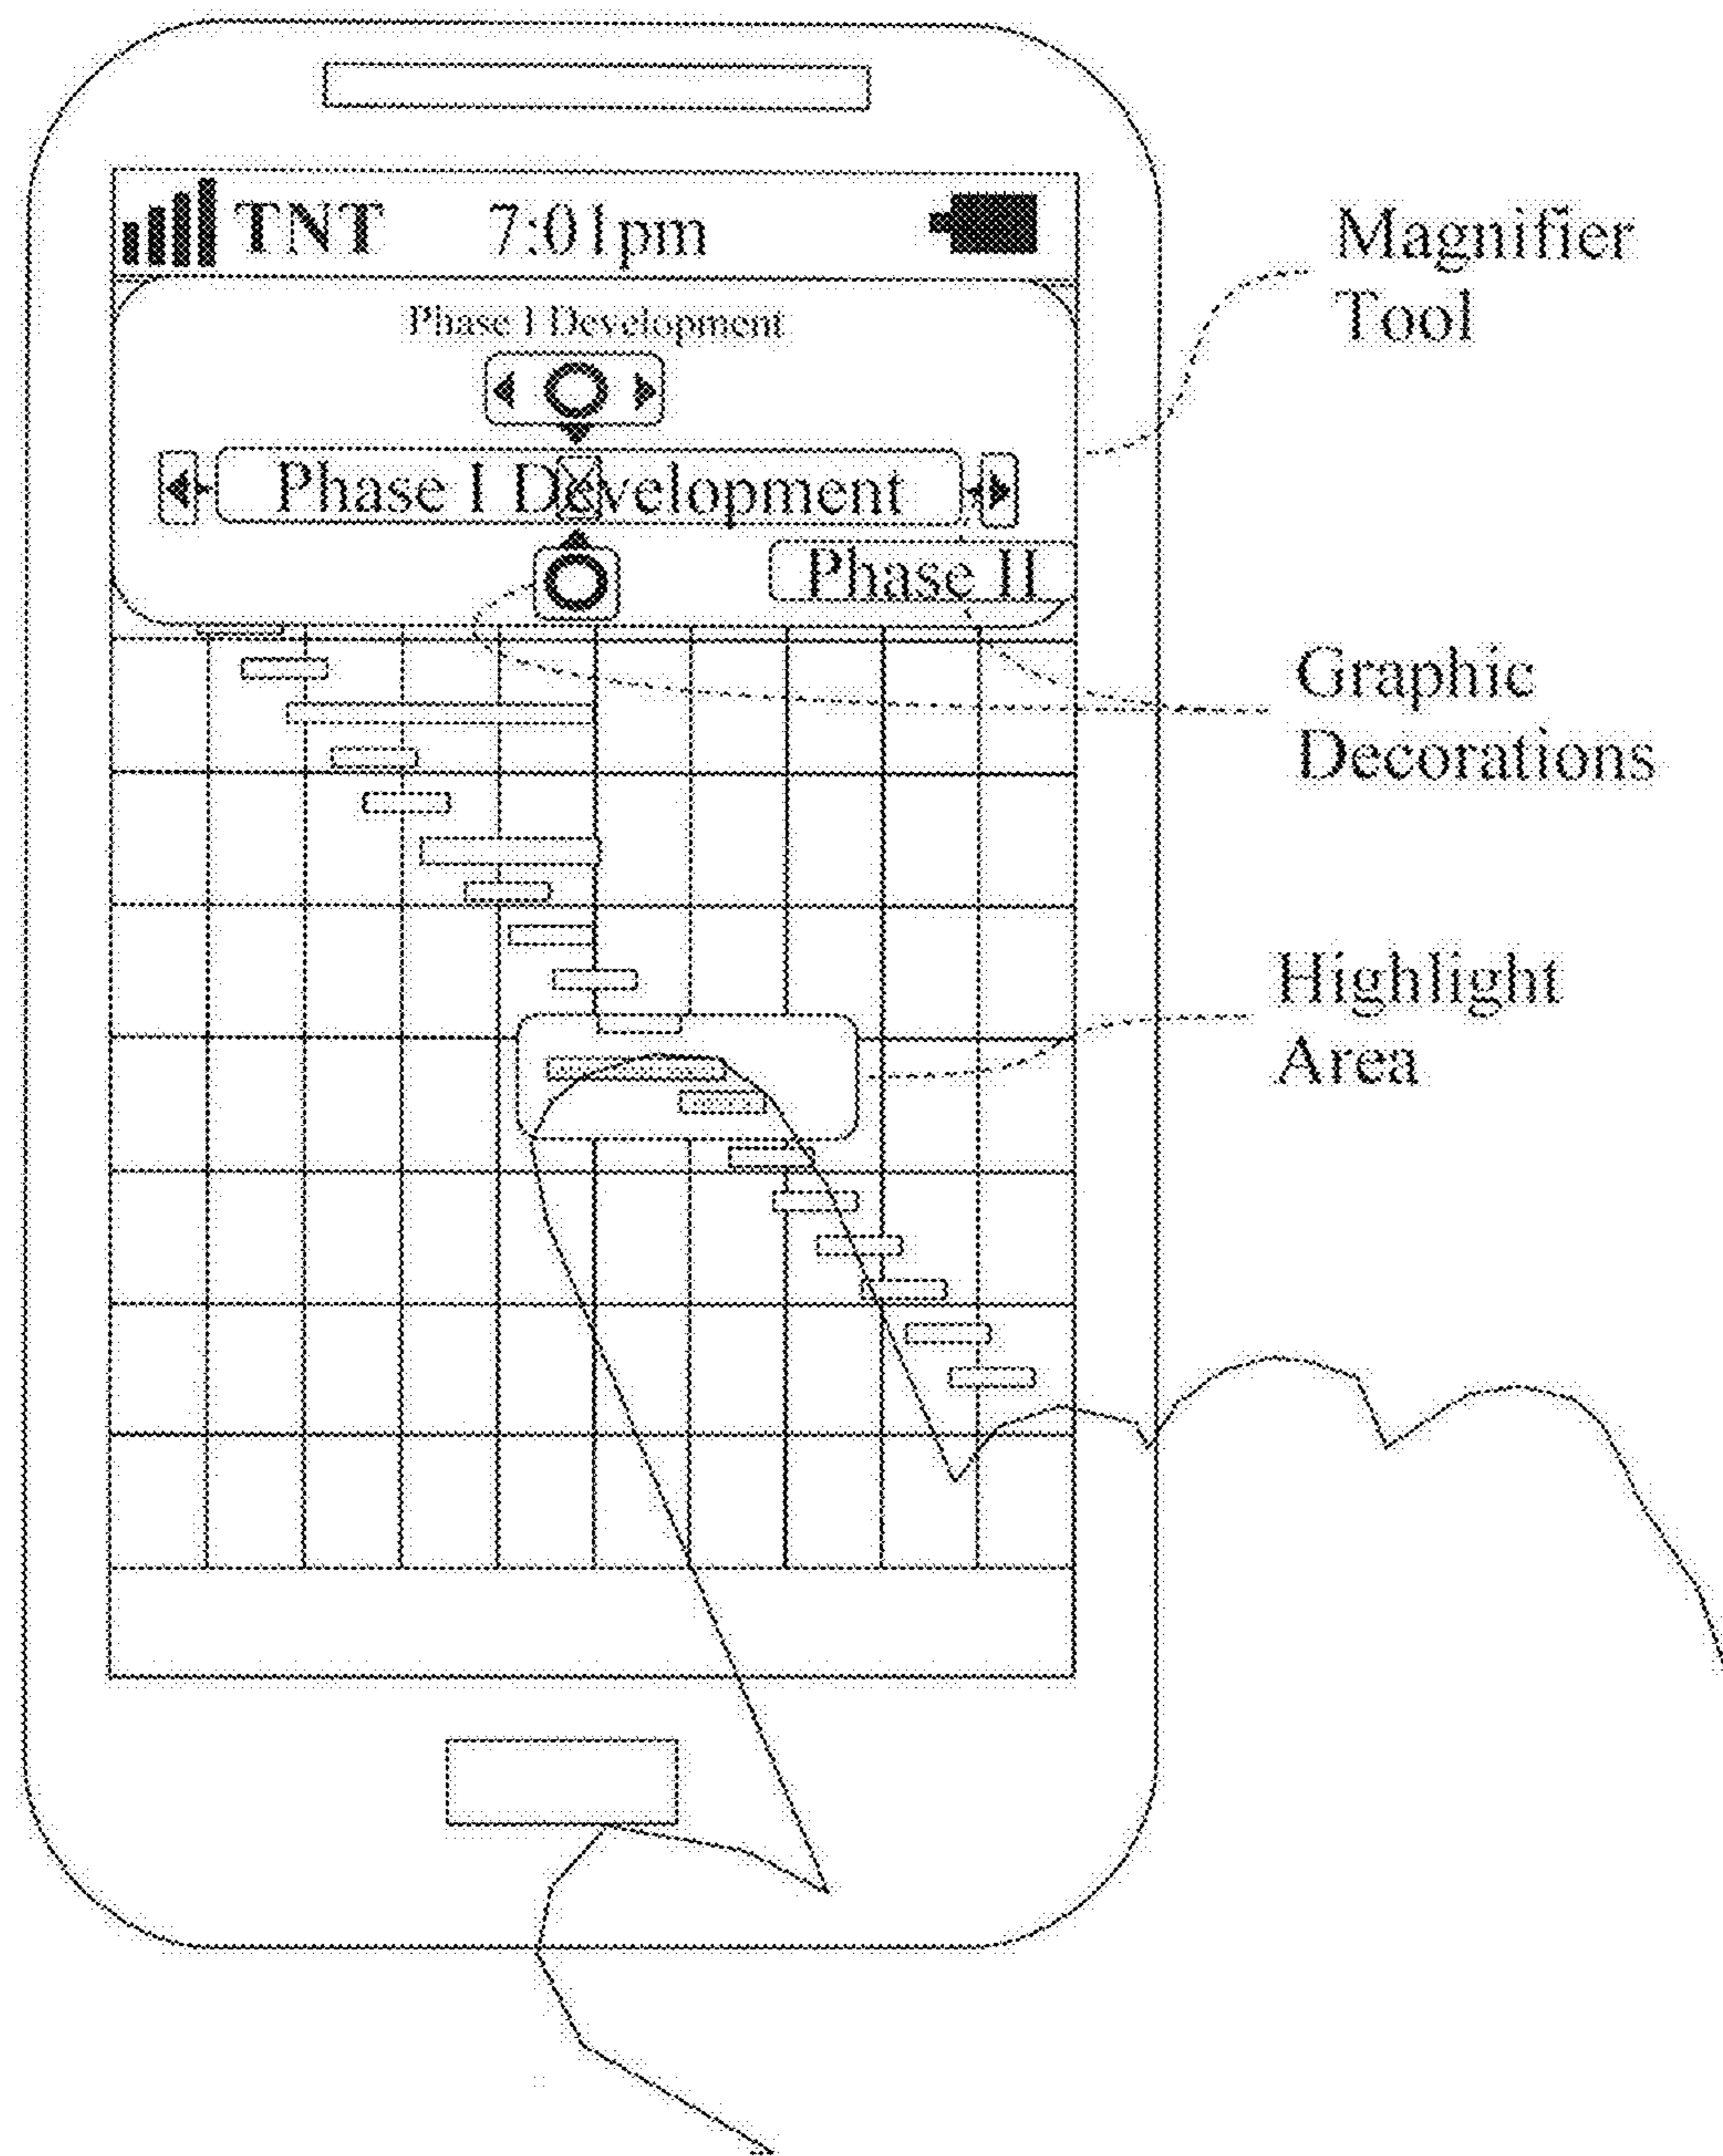 TNT 7:01pm
Magnifier
Tool
Phase I Development
Phase I Development
Phase II
Graphic
Decorations
Highlight
Area